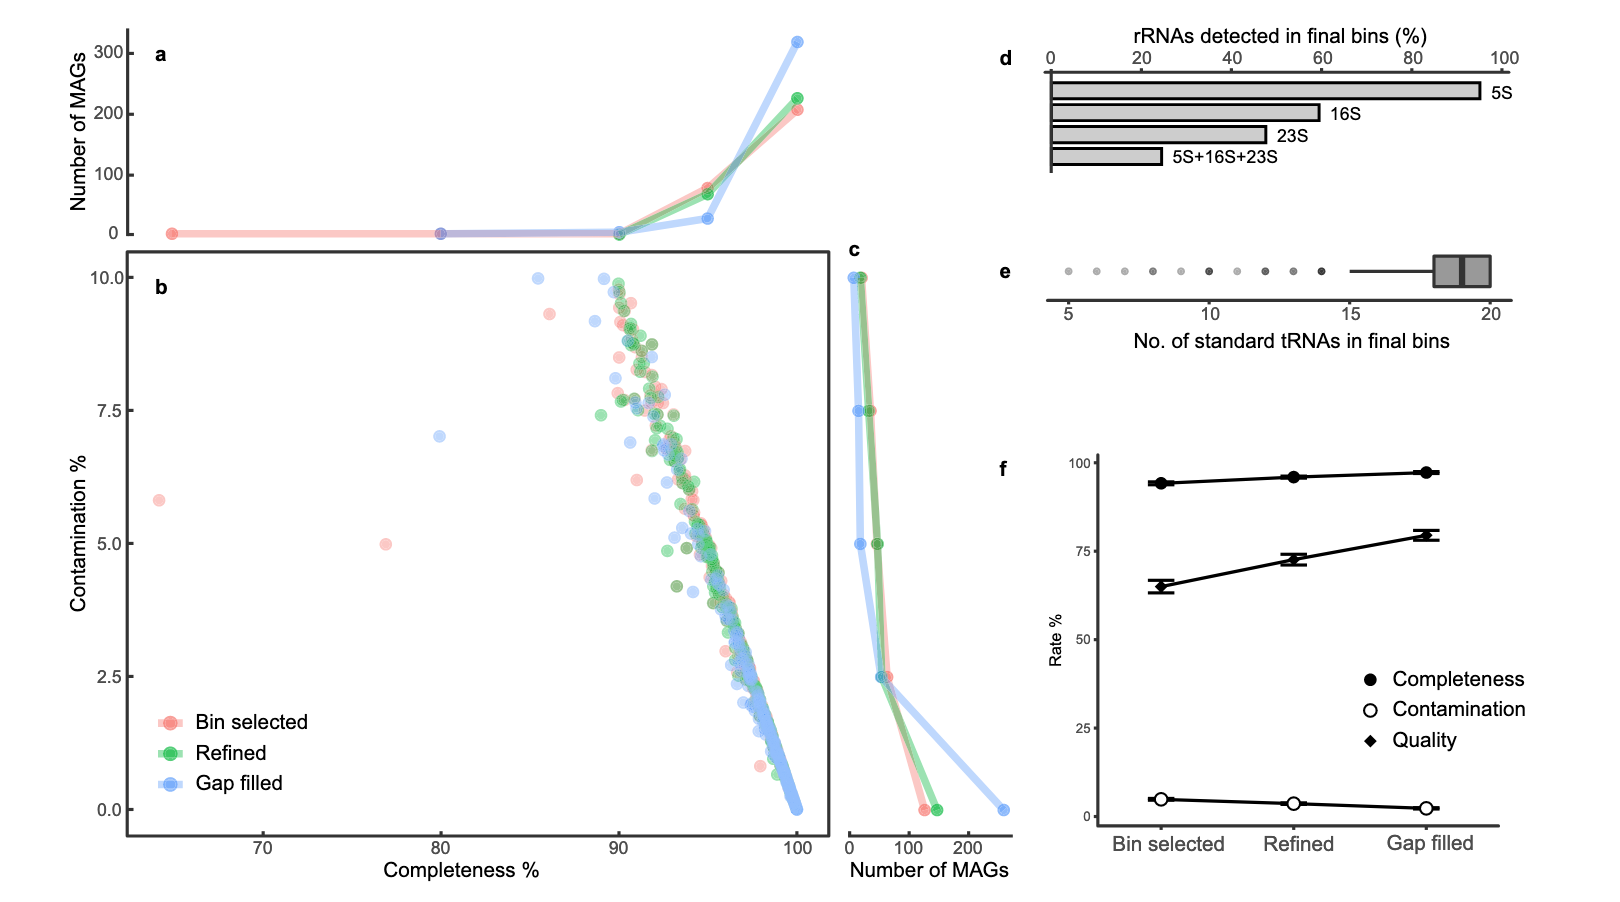 a
Number of MAGs
300
200
100
0
b
Contamination %
10.0
7.5
5.0
2.5
0.0
Bin selected
Refined
Gap filled
70
80
90
100
Completeness %
c
0
100
200
Number of MAGs
d
rRNAs detected in final bins (%)
0
20
40
60
80
100
5S
16S
23S
5S+16S+23S
e
5
10
15
20
No. of standard tRNAs in final bins
f
Rate %
100
75
50
25
0
Completeness
Contamination
Quality
Bin selected
Refined
Gap filled